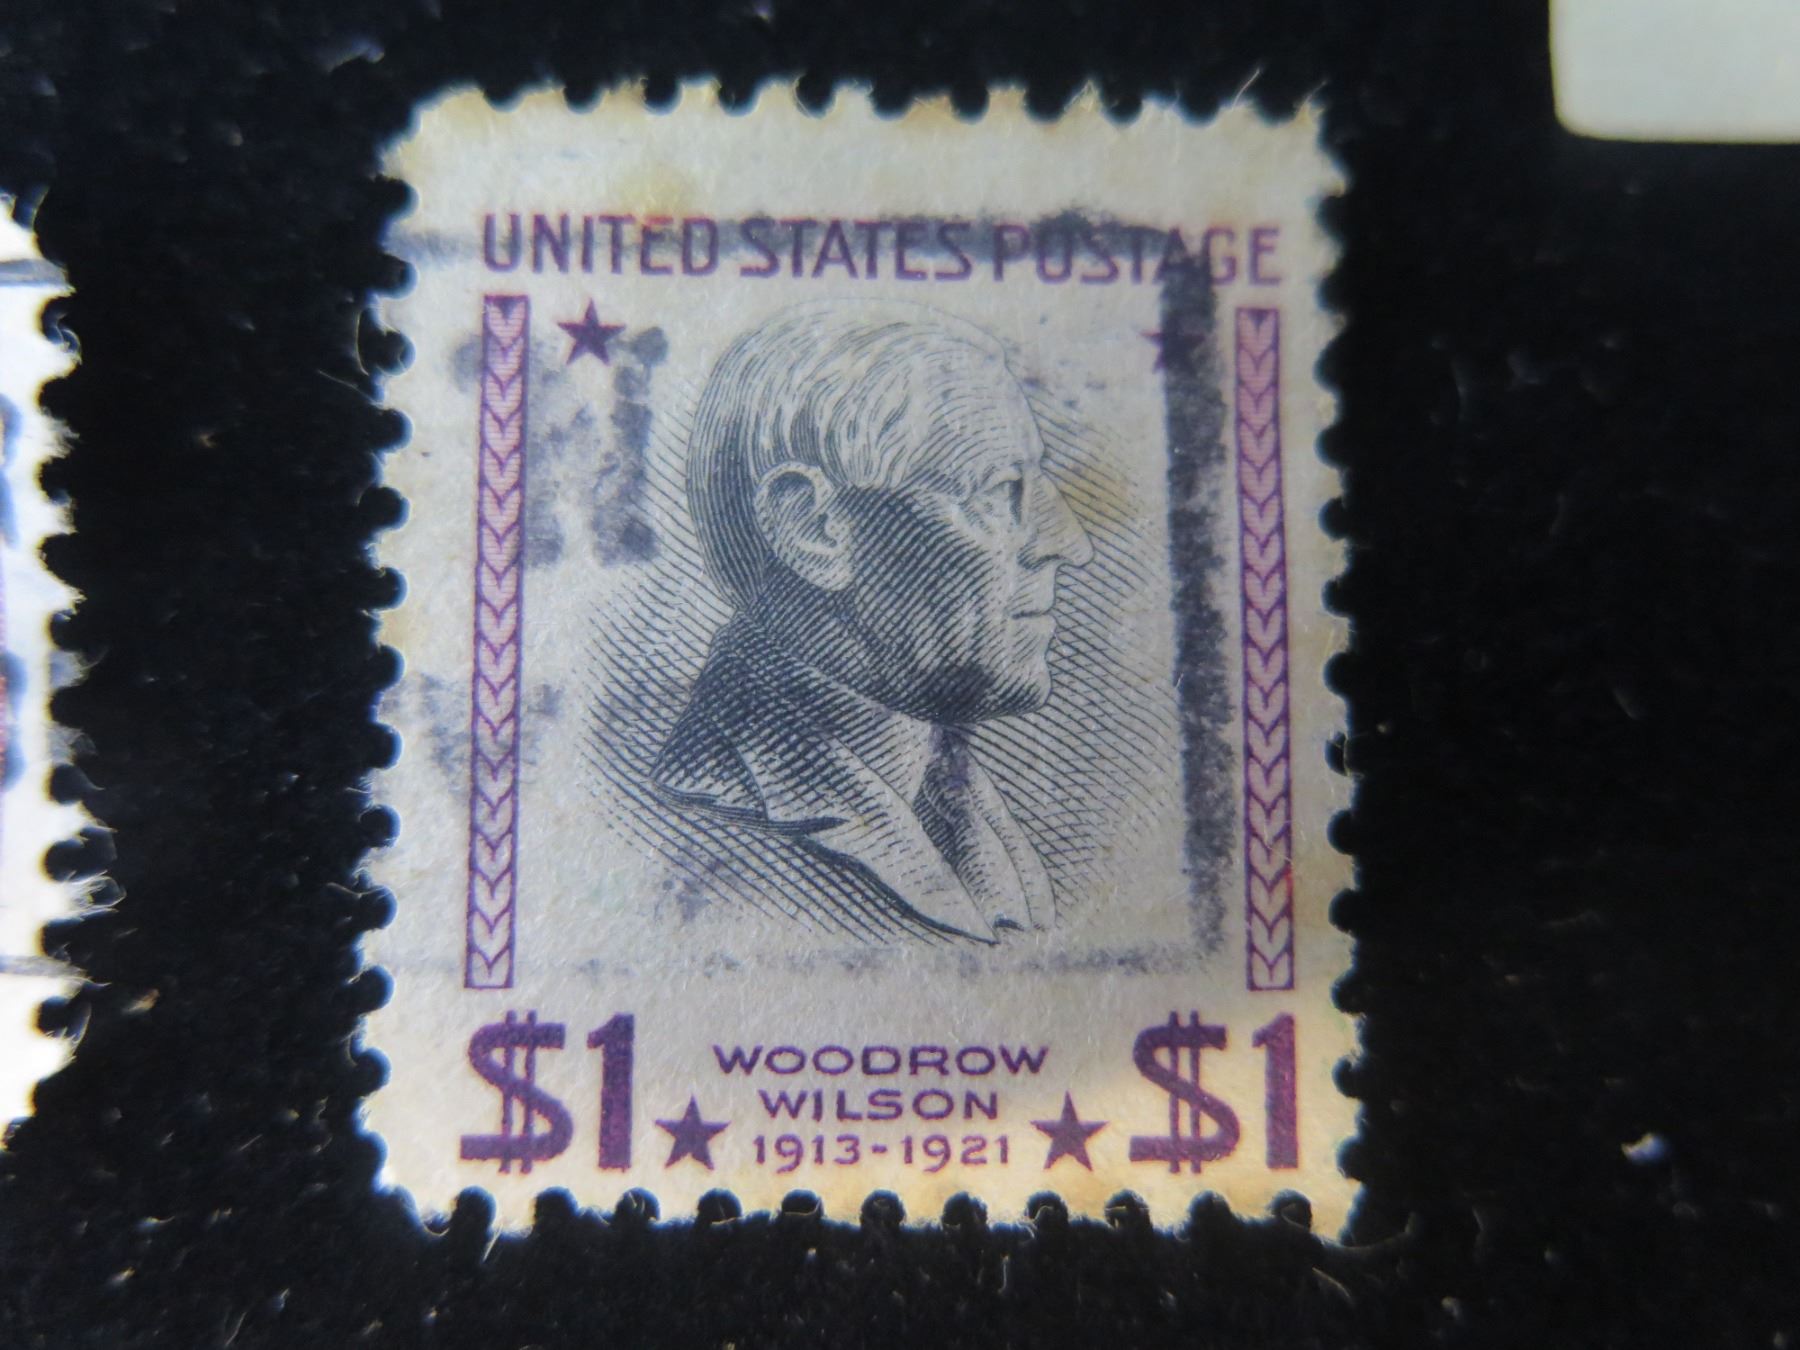 UNITED STATES POSTAGE
$1 WOODROW $1
WILSON
1913-1921